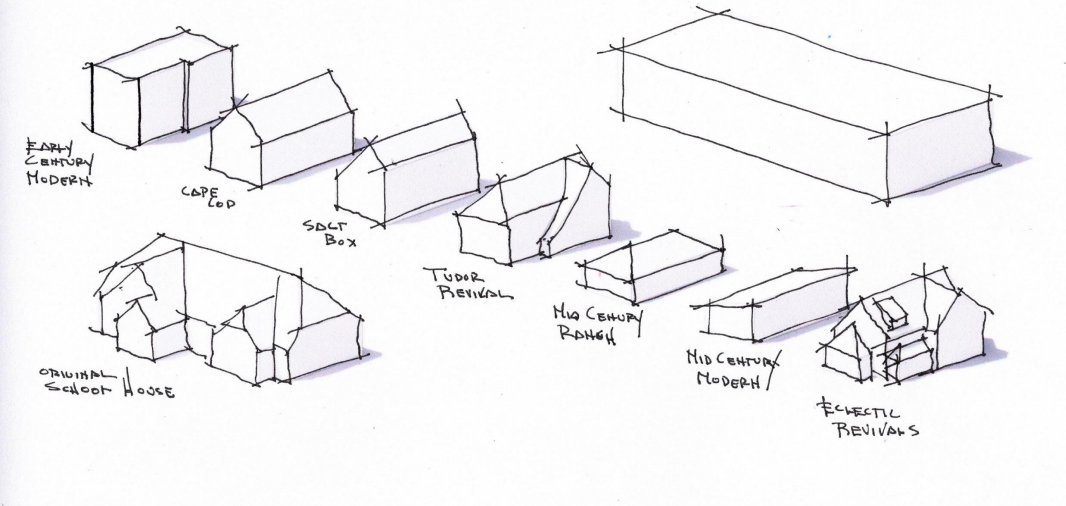 EARLY
CENTURY
MODERN
CAPE
COD
SALT
BOX
TUDOR
REVIVAL
MID CENTURY
RANCH
MID CENTURY
MODERN
ORIGINAL
SCHOOL HOUSE
ECLECTIC
REVIVALS